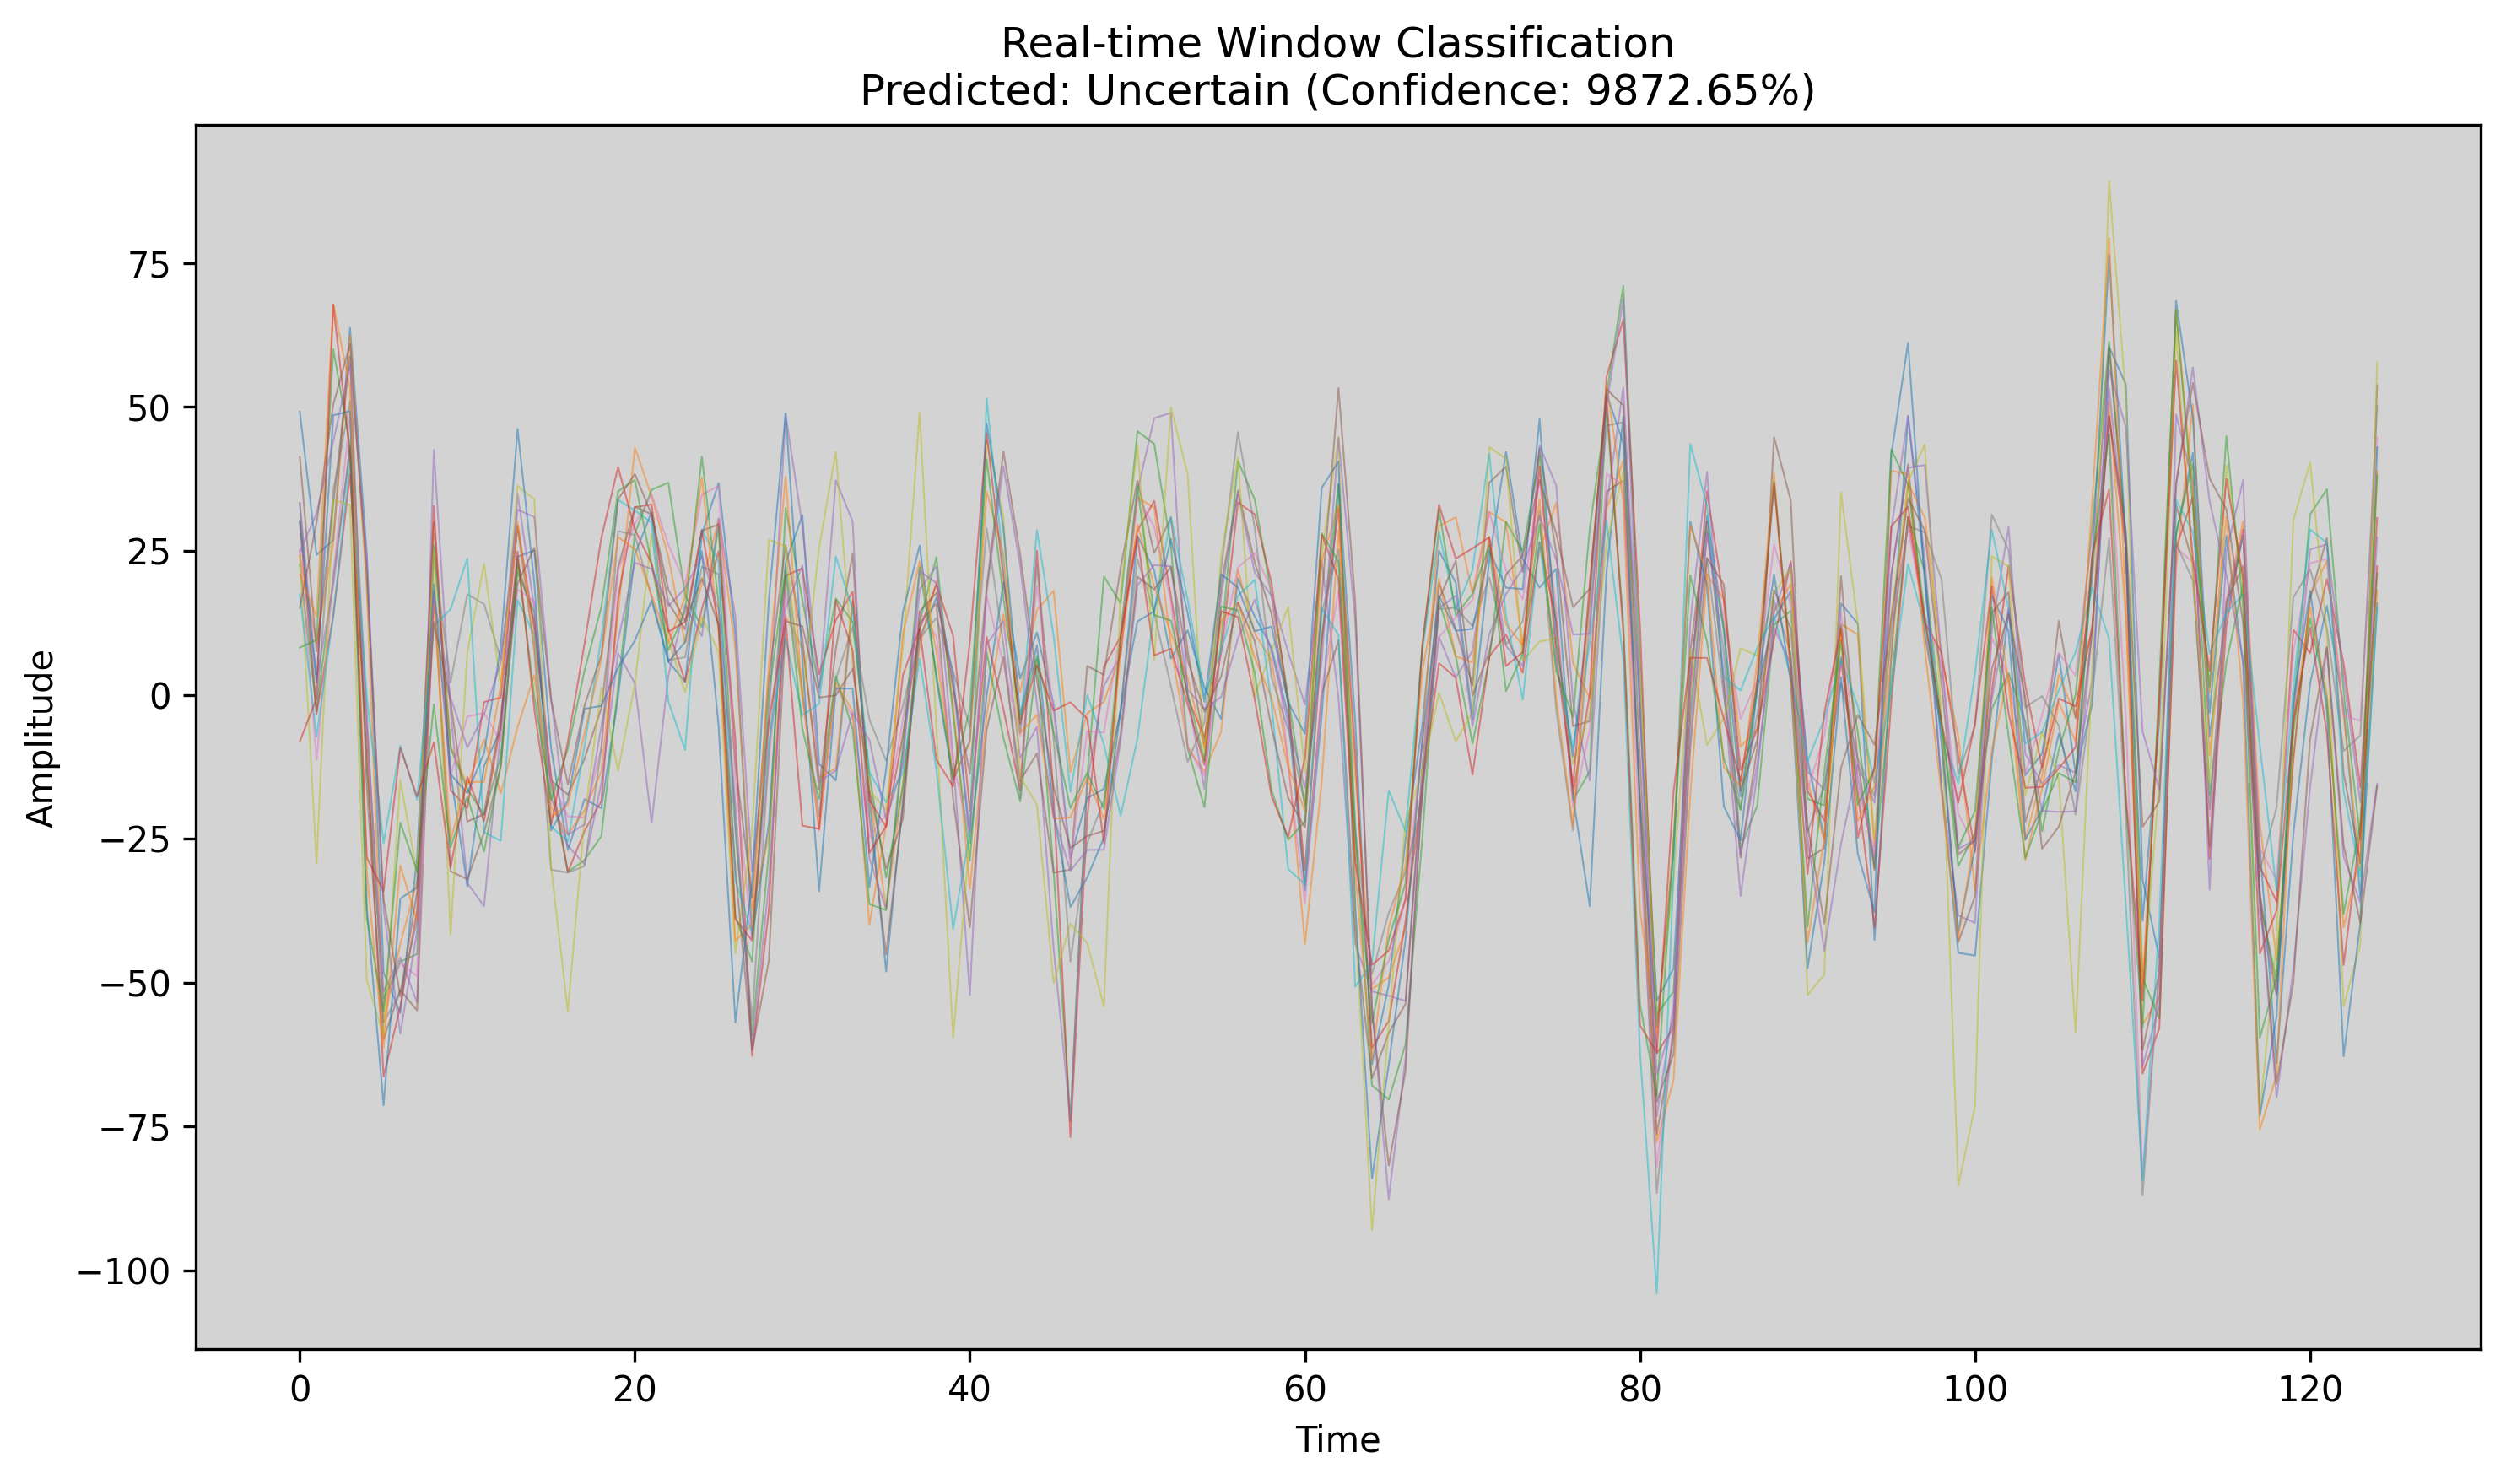 Real-time Window Classification
Predicted: Uncertain (Confidence: 9872.65%)
Amplitude
75
50
25
0
−25
−50
−75
−100
0 20 40 60 80 100 120
Time